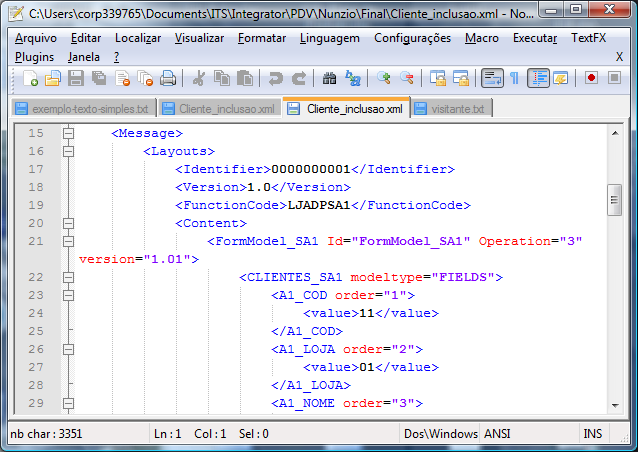 C:\Users\corp339765\Documents\ITS\Integrator\PDV\Nunzio\Final\Cliente_inclusao.xml - No...
Arquivo Editar Localizar Visualizar Formatar Linguagem Configurações Macro Executar TextFX
Plugins Janela ? X
exemplo-texto-simples.txt Cliente_inclusao.xml Cliente_inclusao.xml visitante.txt
15 <Message>
16 <Layouts>
17 <Identifier>0000000001</Identifier>
18 <Version>1.0</Version>
19 <FunctionCode>LJADPSA1</FunctionCode>
20 <Content>
21 <FormModel_SA1 Id="FormModel_SA1" Operation="3"
version="1.01">
22 <CLIENTES_SA1 modeltype="FIELDS">
23 <A1_COD order="1">
24 <value>11</value>
25 </A1_COD>
26 <A1_LOJA order="2">
27 <value>01</value>
28 </A1_LOJA>
29 <A1_NOME order="3">
nb char : 3351 Ln : 1 Col : 1 Sel : 0 Dos\Windows ANSI INS